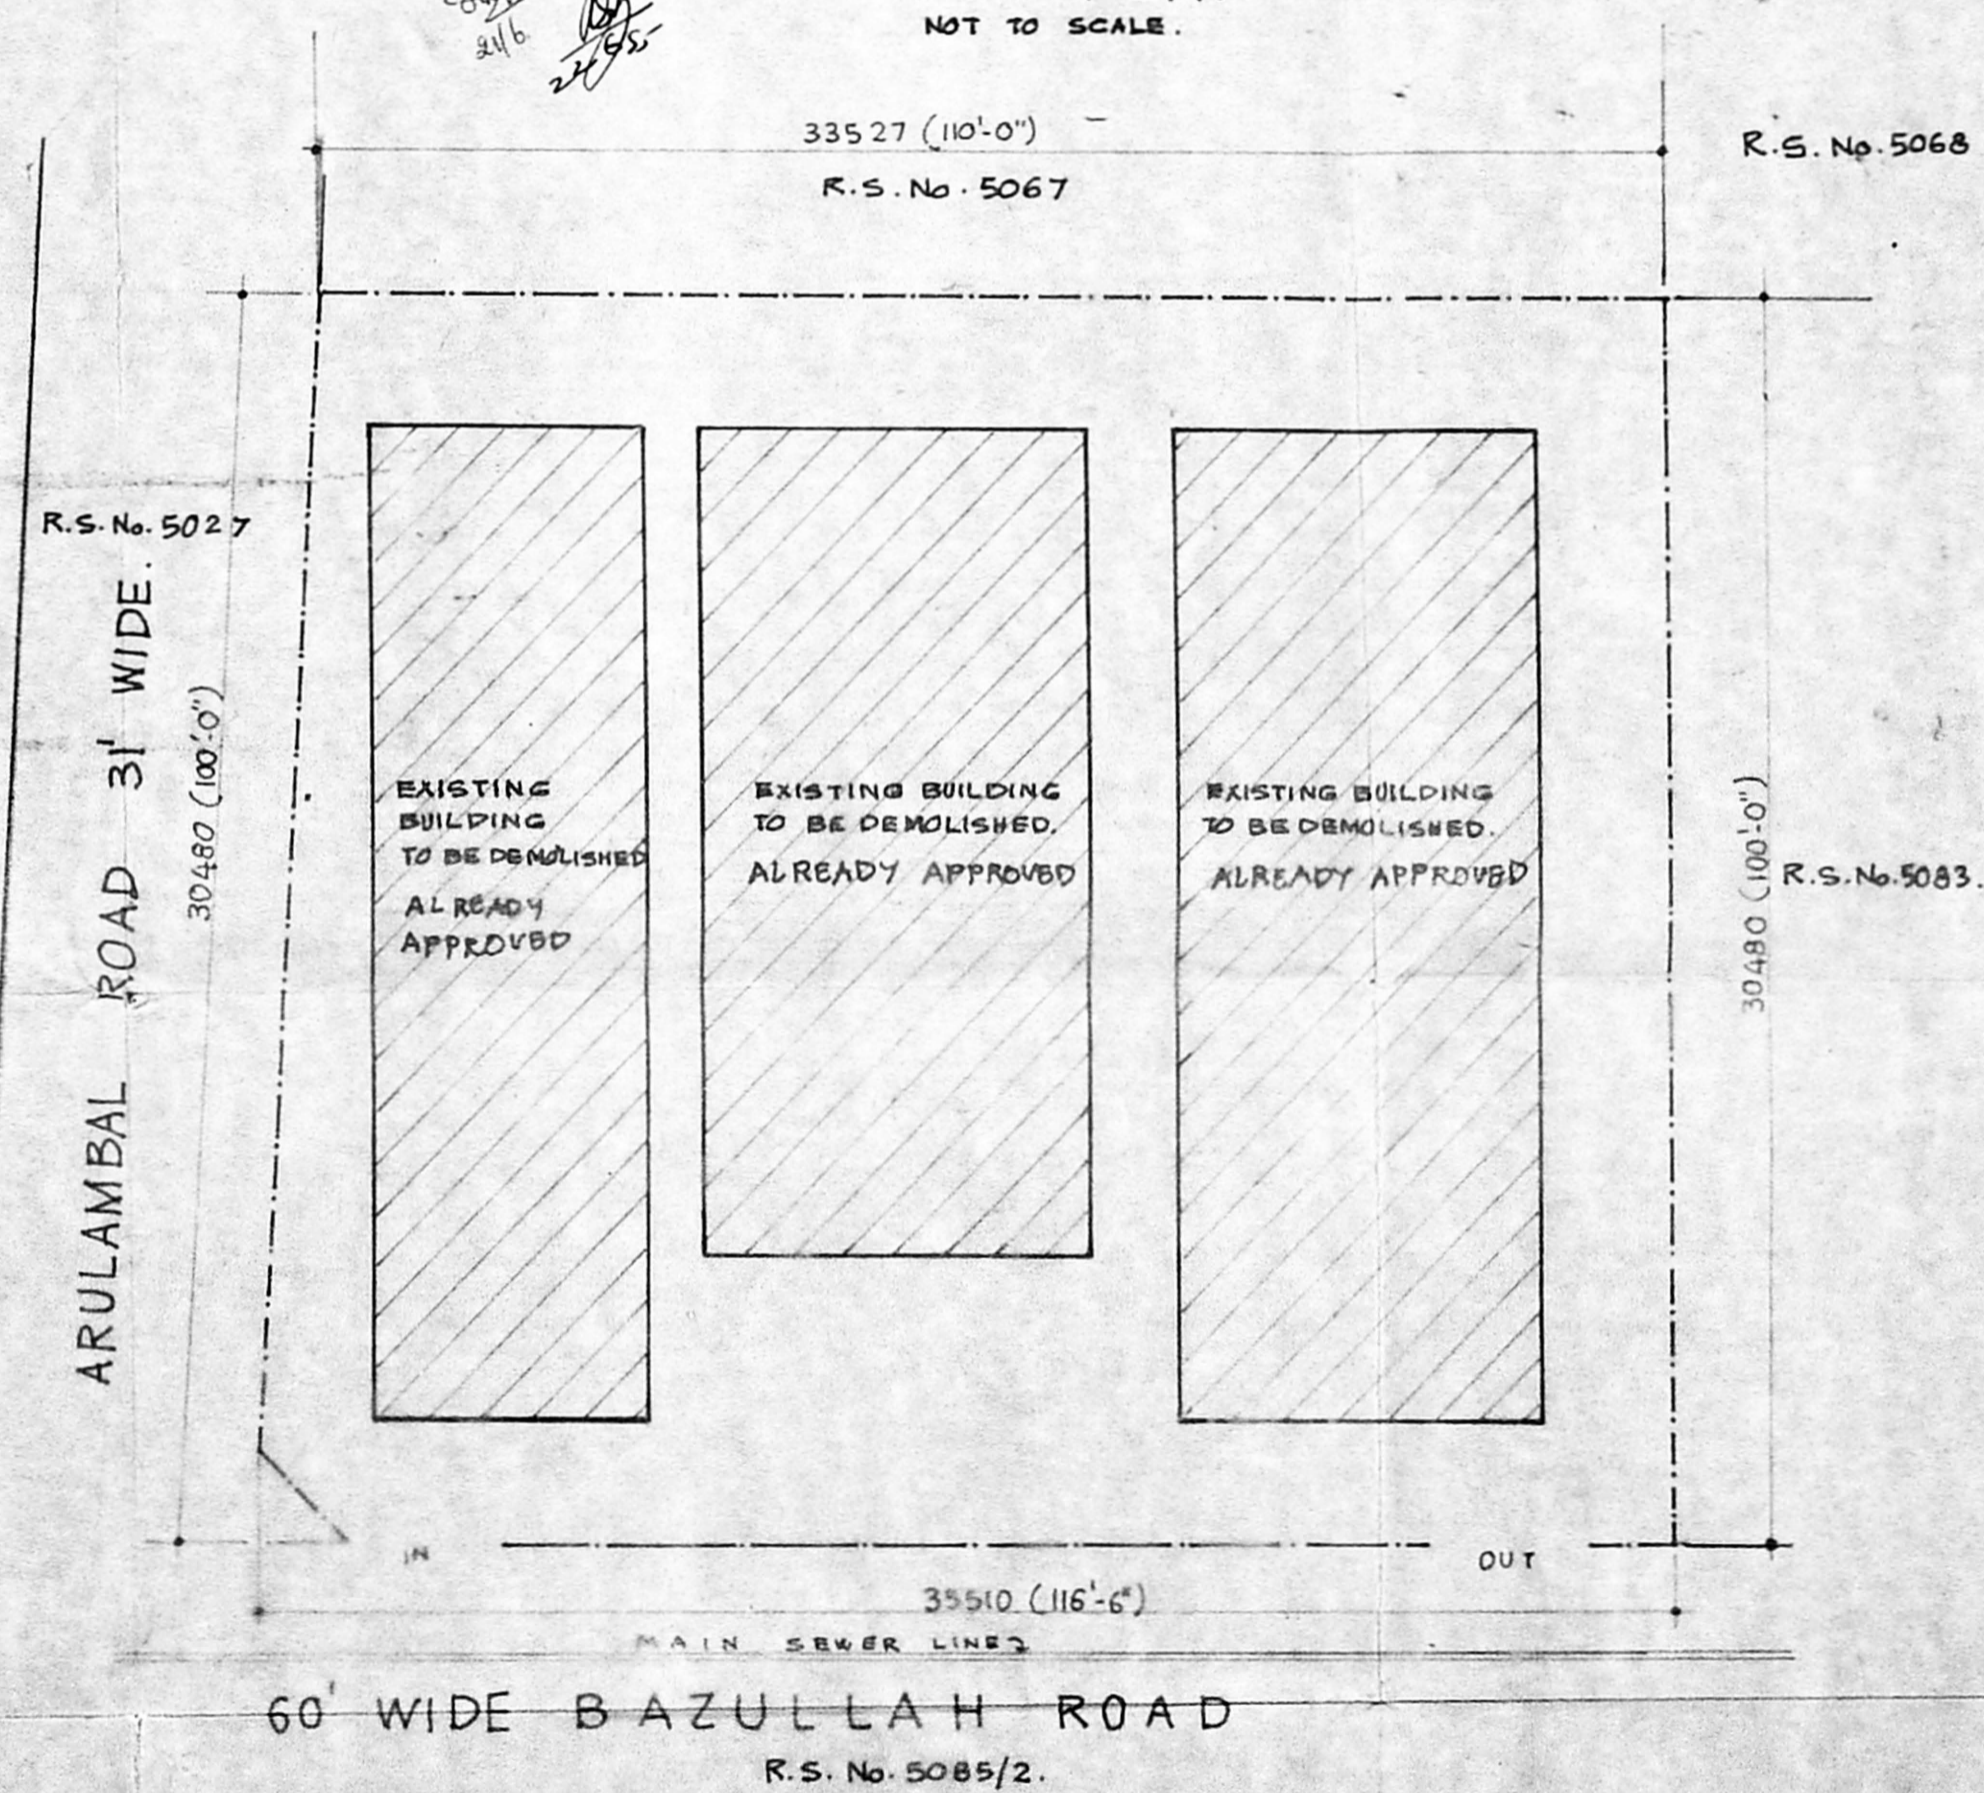 21/6
NOT TO SCALE.
33527 (110'-0")
R.S. No. 5067
R.S. No. 5068
R.S. No. 5027
ARULAMBAL ROAD 31' WIDE.
30480 (100'-0")
EXISTING
BUILDING
TO BE DEMOLISHED
ALREADY
APPROVED
EXISTING BUILDING
TO BE DEMOLISHED.
ALREADY APPROVED
EXISTING BUILDING
TO BE DEMOLISHED.
ALREADY APPROVED
30480 (100'-0")
R.S. No. 5083.
IN
OUT
35510 (116'-6")
MAIN SEWER LINE
60' WIDE BAZULLAH ROAD
R.S. No. 5085/2.